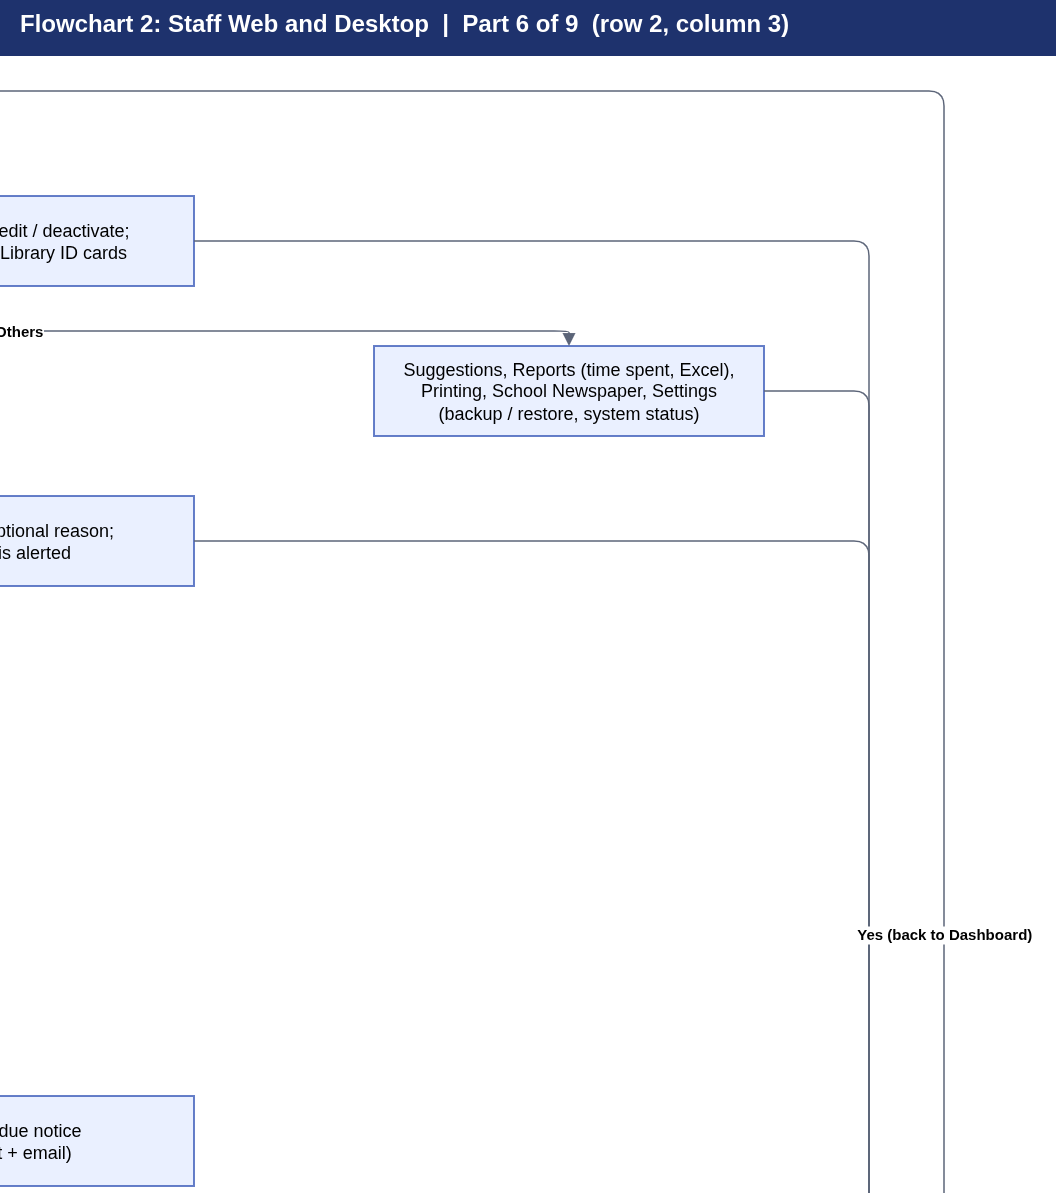 Flowchart 2: Staff Web and Desktop | Part 6 of 9 (row 2, column 3)
edit / deactivate;
Library ID cards
Others
Suggestions, Reports (time spent, Excel),
Printing, School Newspaper, Settings
(backup / restore, system status)
ptional reason;
is alerted
Yes (back to Dashboard)
due notice
t + email)